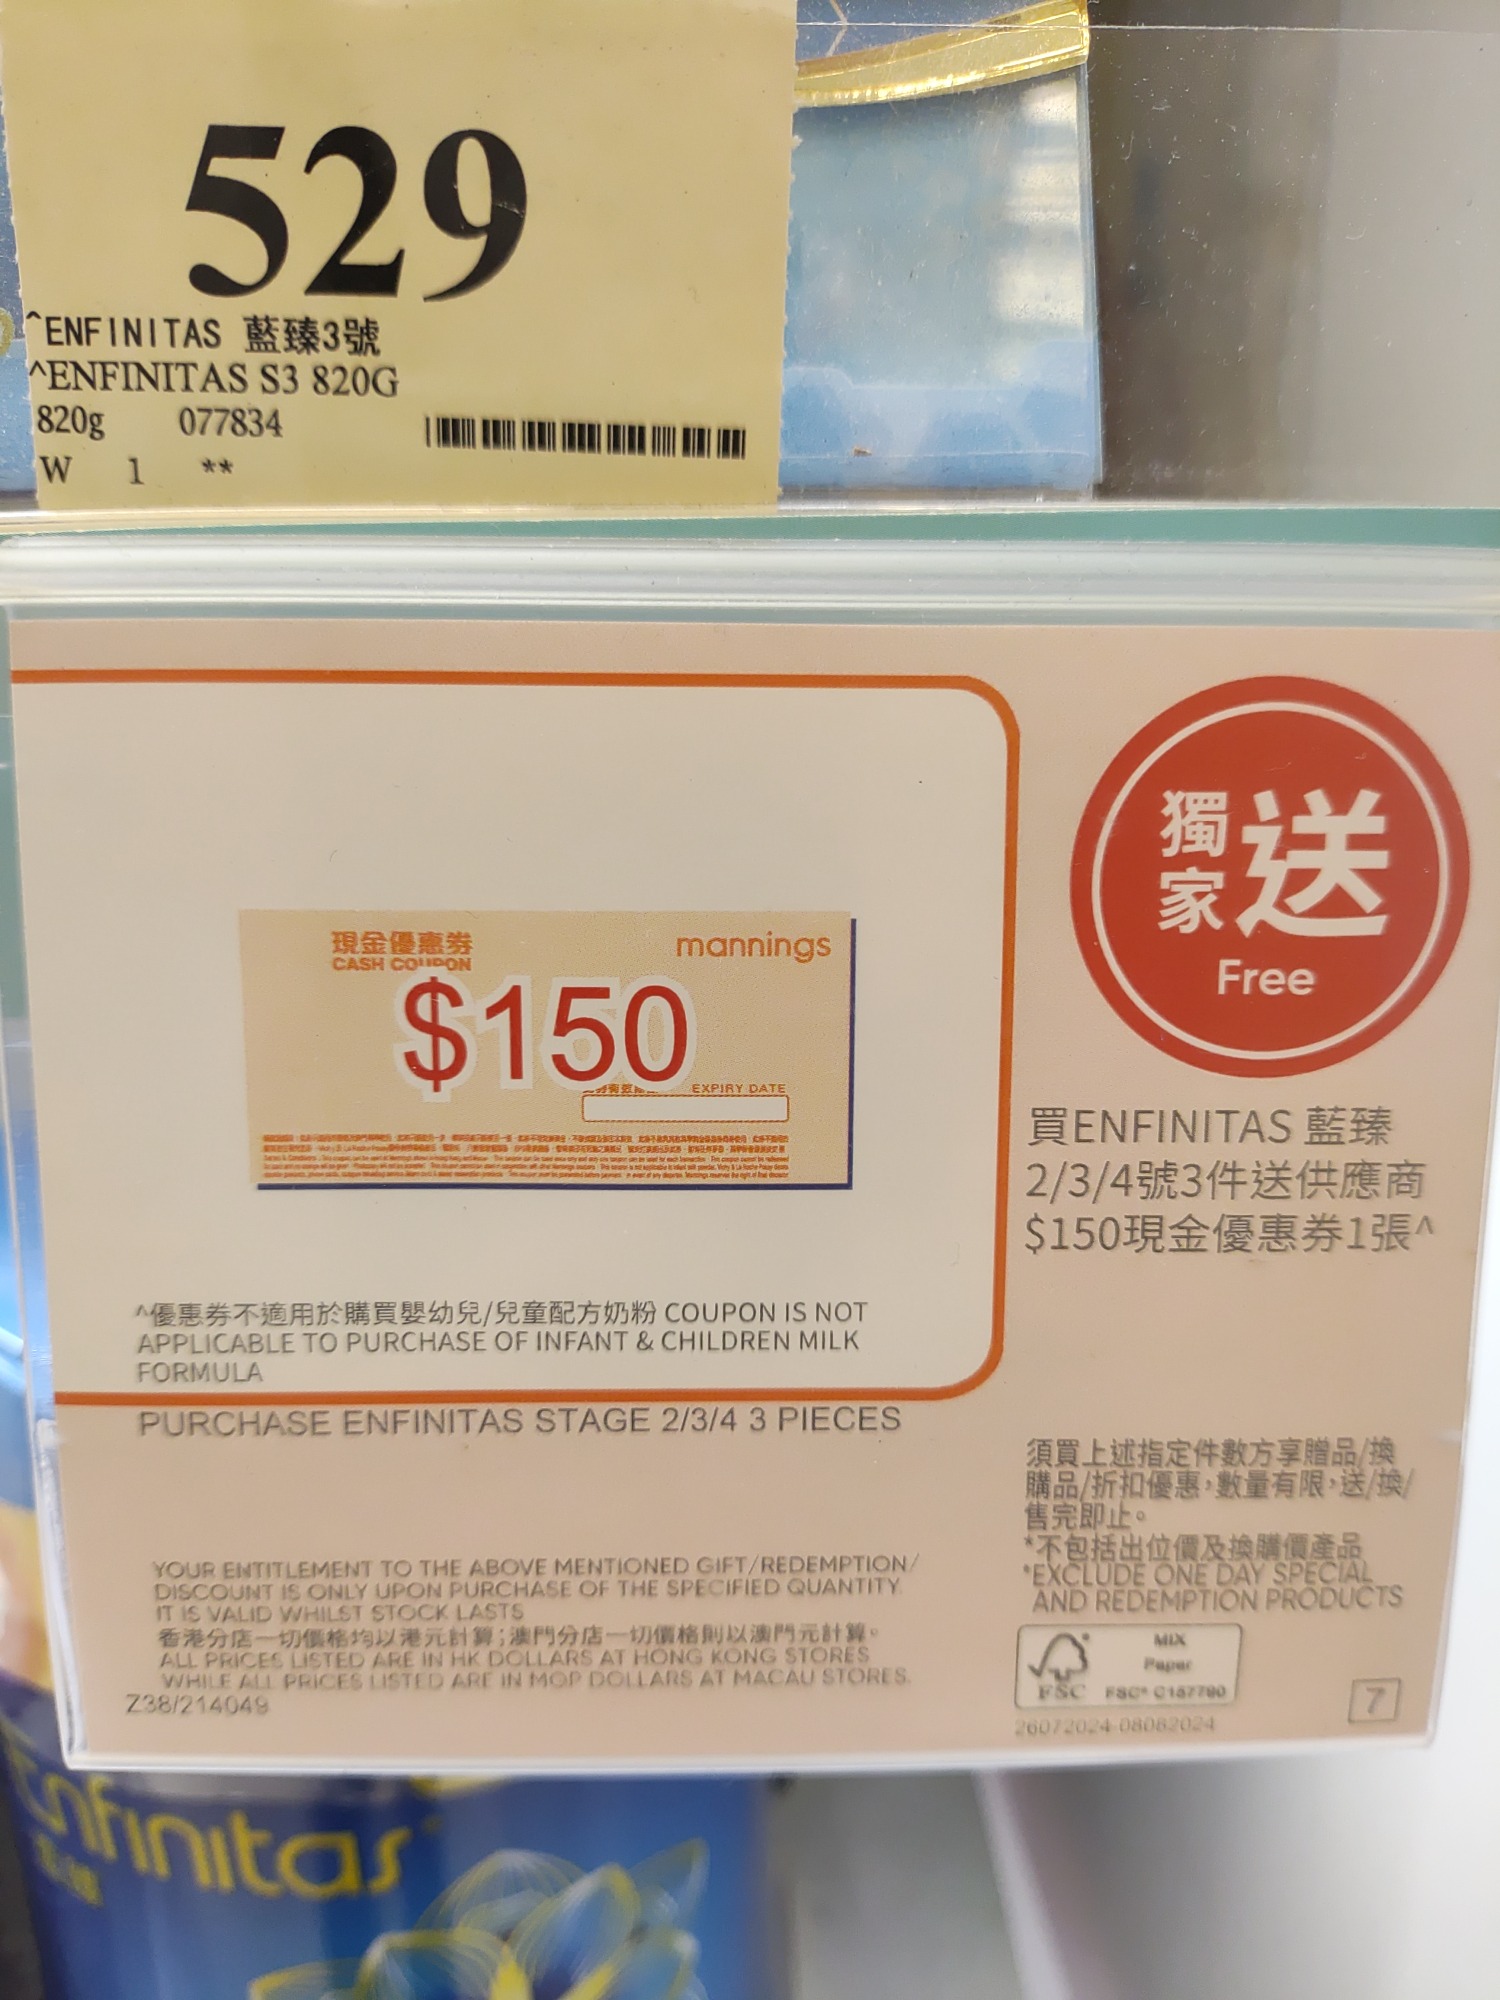 529
^ENFINITAS 藍臻3號
^ENFINITAS S3 820G
820g 077834
W 1 **
獨家送
Free
現金優惠券 mannings
CASH COUPON
$150
EXPIRY DATE
買ENFINITAS 藍臻
2/3/4號3件送供應商
$150現金優惠券1張^
^優惠券不適用於購買嬰幼兒/兒童配方奶粉 COUPON IS NOT
APPLICABLE TO PURCHASE OF INFANT & CHILDREN MILK
FORMULA
PURCHASE ENFINITAS STAGE 2/3/4 3 PIECES
須買上述指定件數方享贈品/換
購品/折扣優惠，數量有限，送/換/
售完即止。
*不包括出位價及換購價產品
*EXCLUDE ONE DAY SPECIAL
AND REDEMPTION PRODUCTS
YOUR ENTITLEMENT TO THE ABOVE MENTIONED GIFT/REDEMPTION/
DISCOUNT IS ONLY UPON PURCHASE OF THE SPECIFIED QUANTITY
IT IS VALID WHILST STOCK LASTS
香港分店一切價格均以港元計算；澳門分店一切價格則以澳門元計算。
ALL PRICES LISTED ARE IN HK DOLLARS AT HONG KONG STORES
WHILE ALL PRICES LISTED ARE IN MOP DOLLARS AT MACAU STORES.
Z38/214049
MIX
Paper
FSC FSC® C157790
26072024-08082024
7
Enfinitas